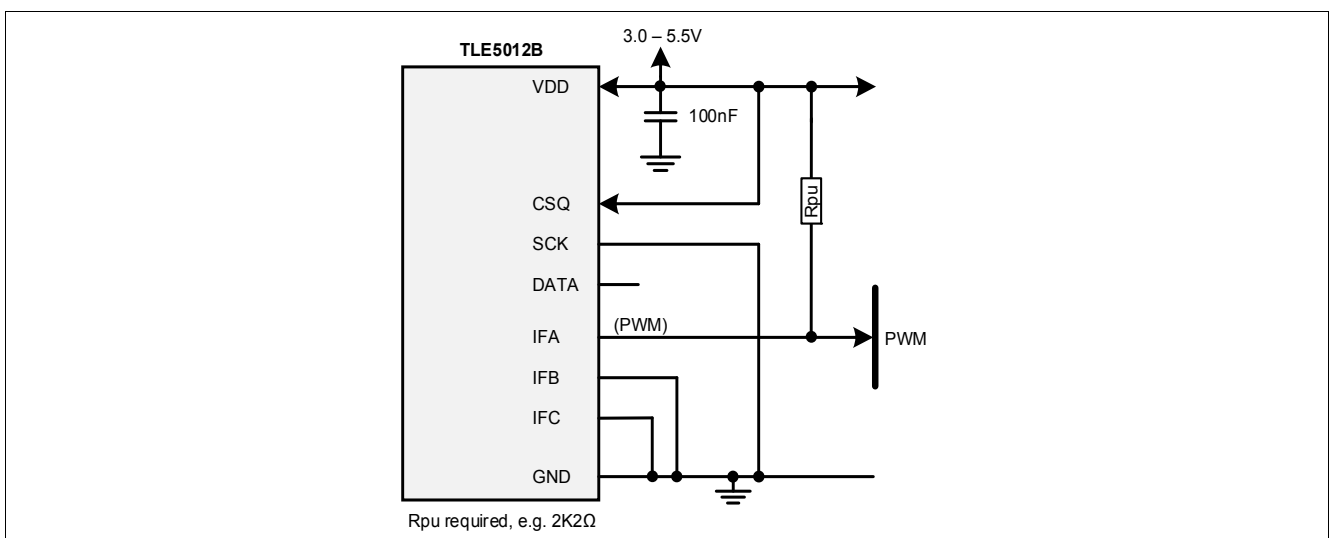 3.0 – 5.5V
TLE5012B
VDD
100nF
CSQ
Rpu
SCK
DATA
(PWM)
IFA
PWM
IFB
IFC
GND
Rpu required, e.g. 2K2Ω